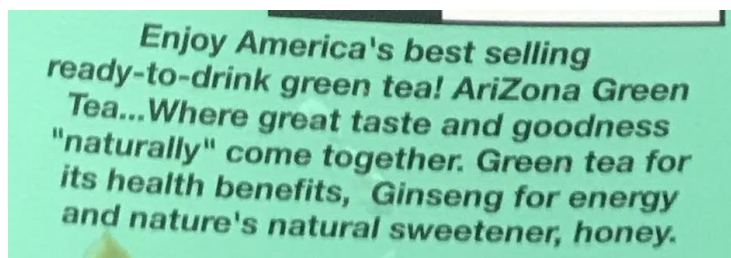 Enjoy America's best selling
ready-to-drink green tea! AriZona Green
Tea...Where great taste and goodness
"naturally" come together. Green tea for
its health benefits,  Ginseng for energy
and nature's natural sweetener, honey.